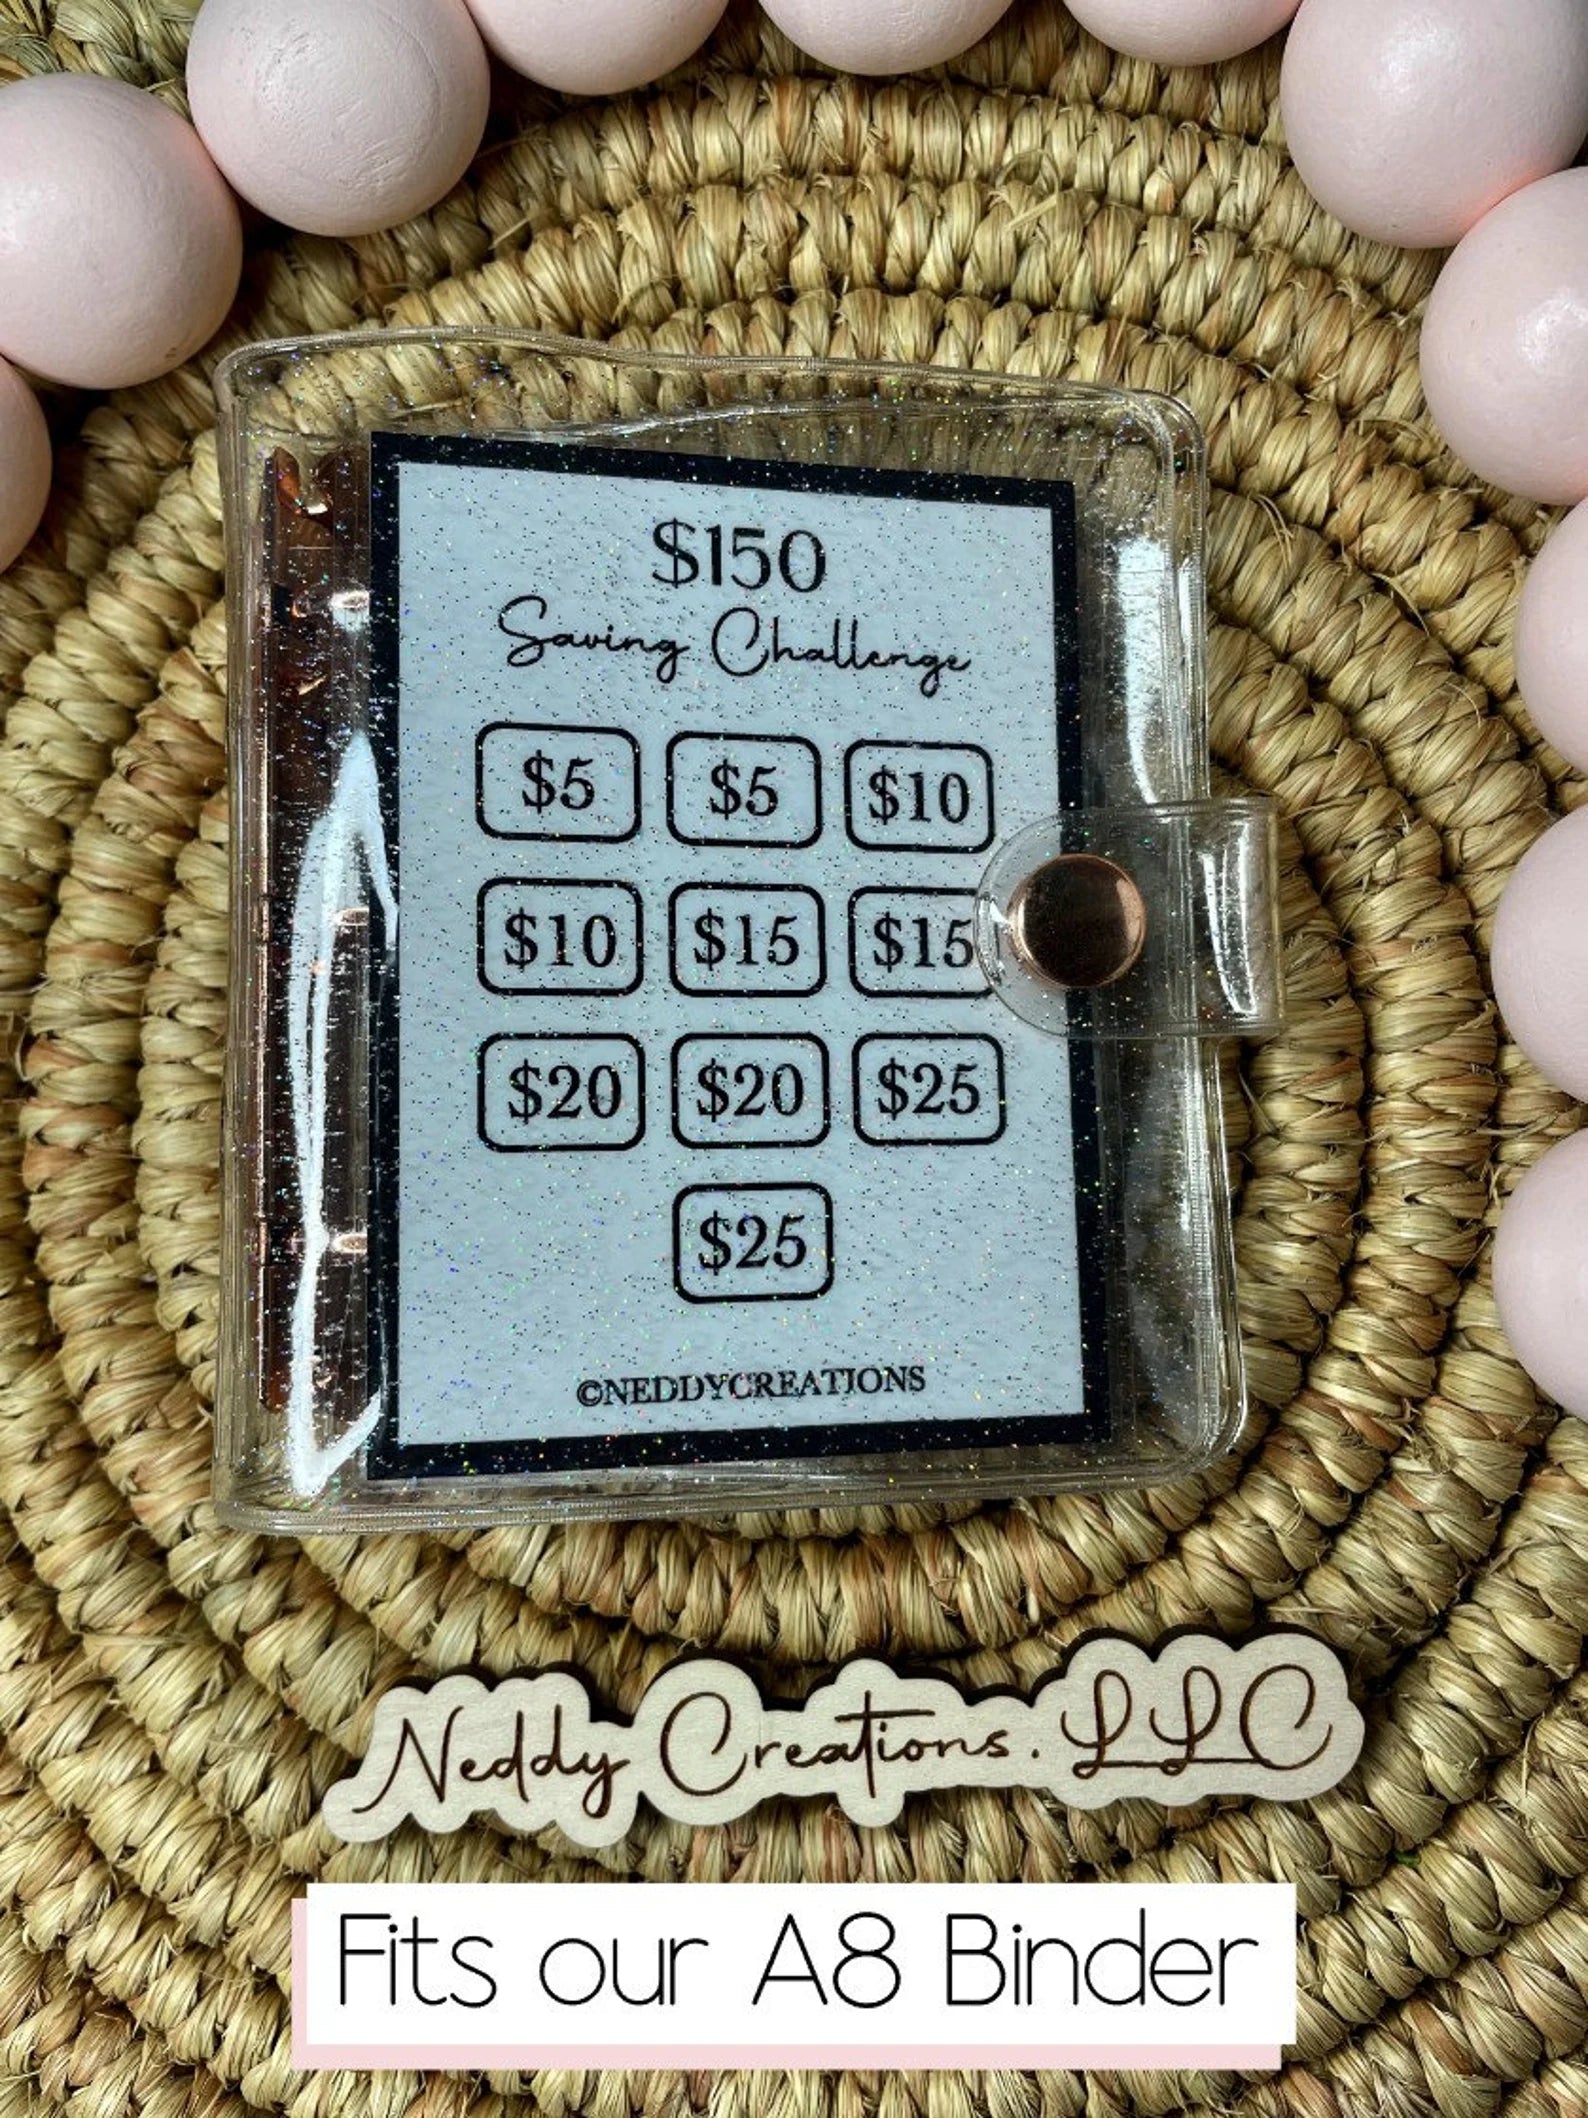 $150
Saving Challenge
$5 $5 $10
$10 $15 $15
$20 $20 $25
$25
©NEDDYCREATIONS
Neddy Creations. LLC
Fits our A8 Binder